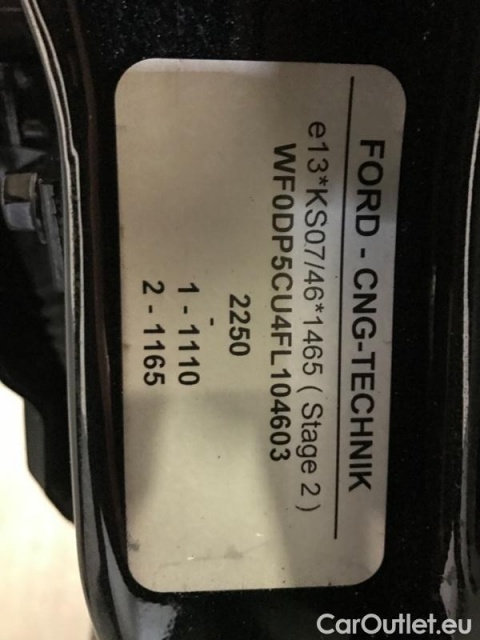 FORD - CNG-TECHNIK
e13*KS07/46*1465 ( Stage 2 )
WF0DP5CU4FL104603
2250
-
1 - 1110
2 - 1165
CarOutlet.eu